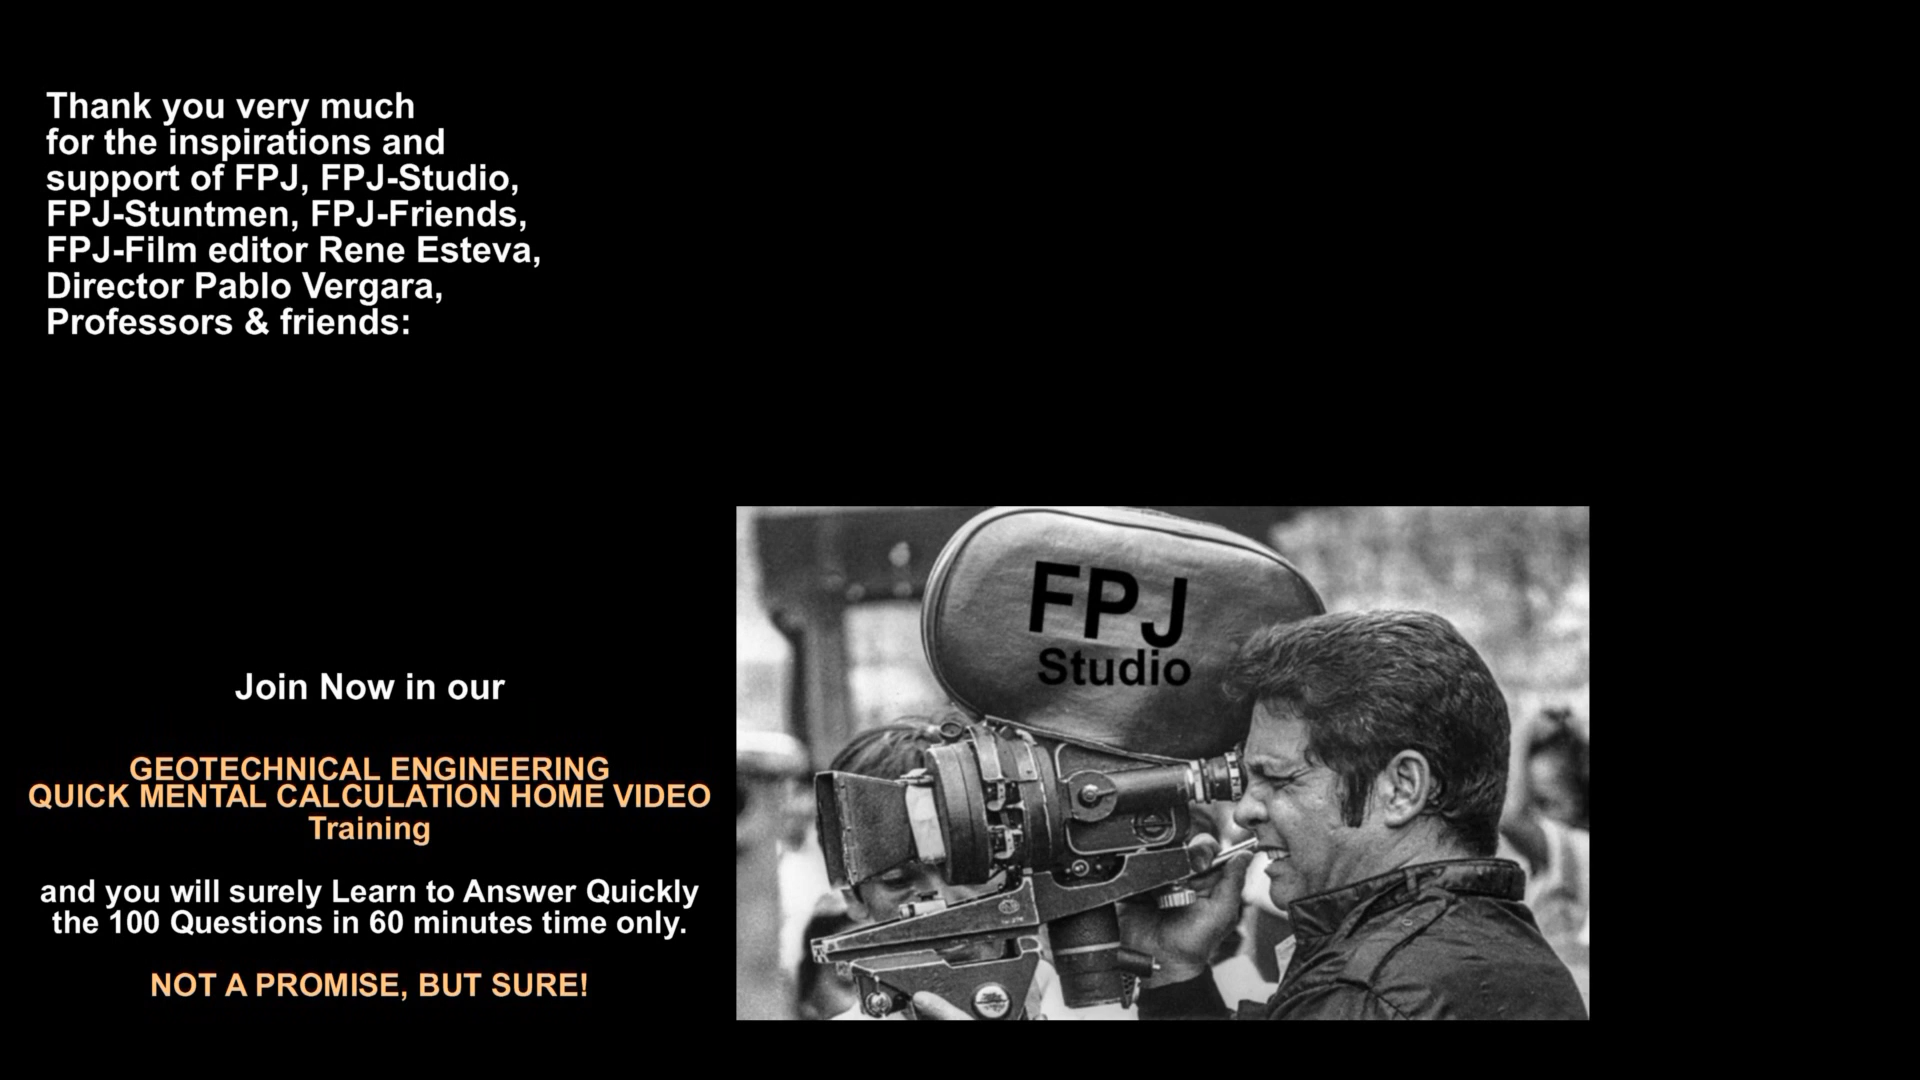 Thank you very much
for the inspirations and
support of FPJ, FPJ-Studio,
FPJ-Stuntmen, FPJ-Friends,
FPJ-Film editor Rene Esteva,
Director Pablo Vergara,
Professors & friends:
FPJ
Studio
Join Now in our
GEOTECHNICAL ENGINEERING
QUICK MENTAL CALCULATION HOME VIDEO
Training
and you will surely Learn to Answer Quickly
the 100 Questions in 60 minutes time only.
NOT A PROMISE, BUT SURE!